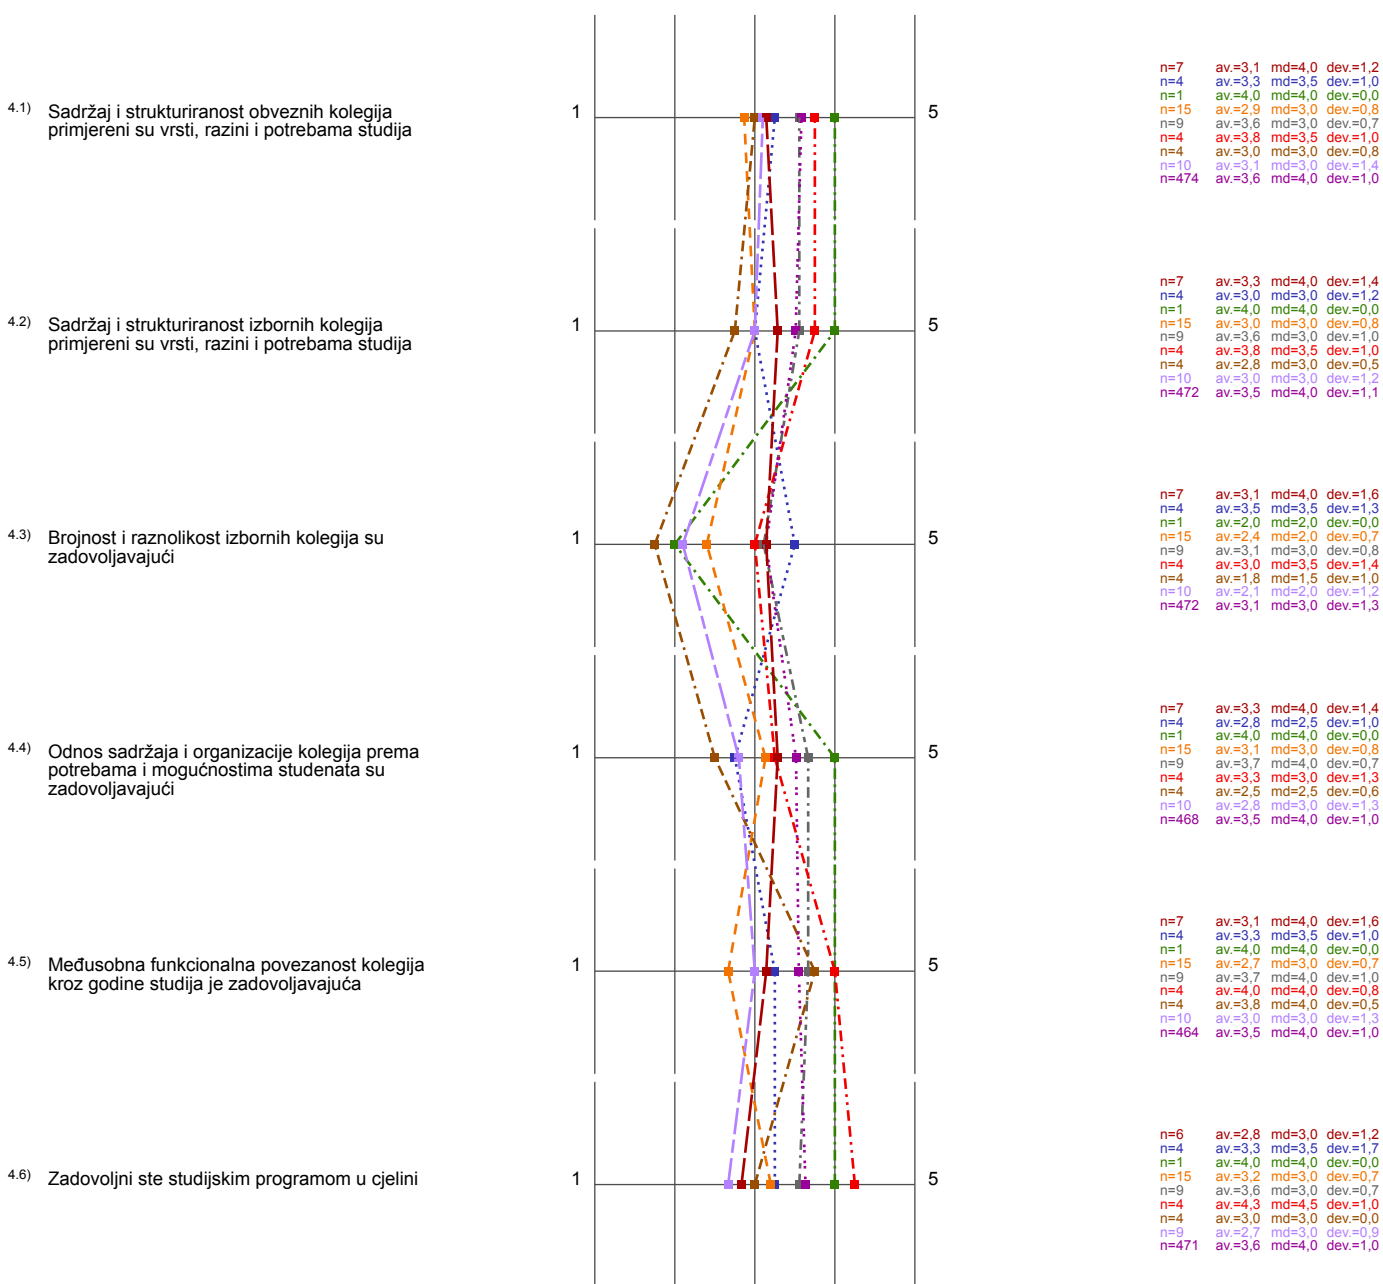 4.1) Sadržaj i strukturiranost obveznih kolegija
primjereni su vrsti, razini i potrebama studija
1
5
n=7 av.=3,1 md=4,0 dev.=1,2
n=4 av.=3,3 md=3,5 dev.=1,0
n=1 av.=4,0 md=4,0 dev.=0,0
n=15 av.=2,9 md=3,0 dev.=0,8
n=9 av.=3,6 md=3,0 dev.=0,7
n=4 av.=3,8 md=3,5 dev.=1,0
n=4 av.=3,0 md=3,0 dev.=0,8
n=10 av.=3,1 md=3,0 dev.=1,4
n=474 av.=3,6 md=4,0 dev.=1,0
4.2) Sadržaj i strukturiranost izbornih kolegija
primjereni su vrsti, razini i potrebama studija
1
5
n=7 av.=3,3 md=4,0 dev.=1,4
n=4 av.=3,0 md=3,0 dev.=1,2
n=1 av.=4,0 md=4,0 dev.=0,0
n=15 av.=3,0 md=3,0 dev.=0,8
n=9 av.=3,6 md=3,0 dev.=1,0
n=4 av.=3,8 md=3,5 dev.=1,0
n=4 av.=2,8 md=3,0 dev.=0,5
n=10 av.=3,0 md=3,0 dev.=1,2
n=472 av.=3,5 md=4,0 dev.=1,1
4.3) Brojnost i raznolikost izbornih kolegija su
zadovoljavajući
1
5
n=7 av.=3,1 md=4,0 dev.=1,6
n=4 av.=3,5 md=3,5 dev.=1,3
n=1 av.=2,0 md=2,0 dev.=0,0
n=15 av.=2,4 md=2,0 dev.=0,7
n=9 av.=3,1 md=3,0 dev.=0,8
n=4 av.=3,0 md=3,5 dev.=1,4
n=4 av.=1,8 md=1,5 dev.=1,0
n=10 av.=2,1 md=2,0 dev.=1,2
n=472 av.=3,1 md=3,0 dev.=1,3
4.4) Odnos sadržaja i organizacije kolegija prema
potrebama i mogućnostima studenata su
zadovoljavajući
1
5
n=7 av.=3,3 md=4,0 dev.=1,4
n=4 av.=2,8 md=2,5 dev.=1,0
n=1 av.=4,0 md=4,0 dev.=0,0
n=15 av.=3,1 md=3,0 dev.=0,8
n=9 av.=3,7 md=4,0 dev.=0,7
n=4 av.=3,3 md=3,0 dev.=1,3
n=4 av.=2,5 md=2,5 dev.=0,6
n=10 av.=2,8 md=3,0 dev.=1,3
n=468 av.=3,5 md=4,0 dev.=1,0
4.5) Međusobna funkcionalna povezanost kolegija
kroz godine studija je zadovoljavajuća
1
5
n=7 av.=3,1 md=4,0 dev.=1,6
n=4 av.=3,3 md=3,5 dev.=1,0
n=1 av.=4,0 md=4,0 dev.=0,0
n=15 av.=2,7 md=3,0 dev.=0,7
n=9 av.=3,7 md=4,0 dev.=1,0
n=4 av.=4,0 md=4,0 dev.=0,8
n=4 av.=3,8 md=4,0 dev.=0,5
n=10 av.=3,0 md=3,0 dev.=1,3
n=464 av.=3,5 md=4,0 dev.=1,0
4.6) Zadovoljni ste studijskim programom u cjelini
1
5
n=6 av.=2,8 md=3,0 dev.=1,2
n=4 av.=3,3 md=3,5 dev.=1,7
n=1 av.=4,0 md=4,0 dev.=0,0
n=15 av.=3,2 md=3,0 dev.=0,7
n=9 av.=3,6 md=3,0 dev.=0,7
n=4 av.=4,3 md=4,5 dev.=1,0
n=4 av.=3,0 md=3,0 dev.=0,0
n=9 av.=2,7 md=3,0 dev.=0,9
n=471 av.=3,6 md=4,0 dev.=1,0